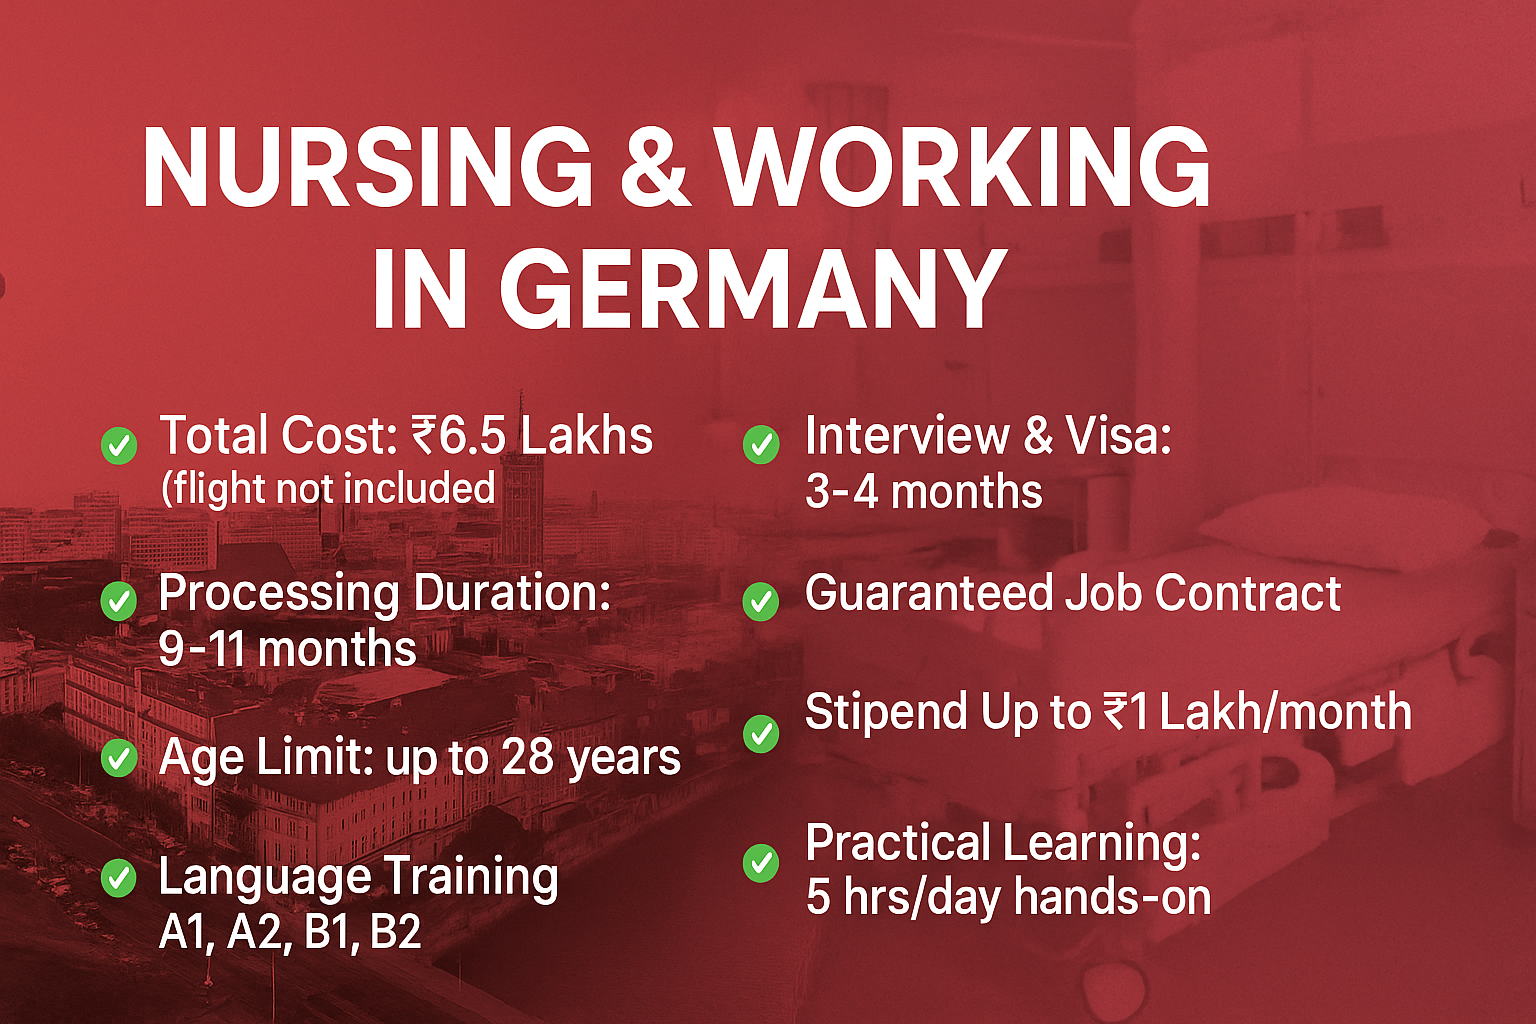 NURSING & WORKING
IN GERMANY
Total Cost: ₹6.5 Lakhs
(flight not included
Processing Duration:
9-11 months
Age Limit: up to 28 years
Language Training
A1, A2, B1, B2
Interview & Visa:
3-4 months
Guaranteed Job Contract
Stipend Up to ₹1 Lakh/month
Practical Learning:
5 hrs/day hands-on